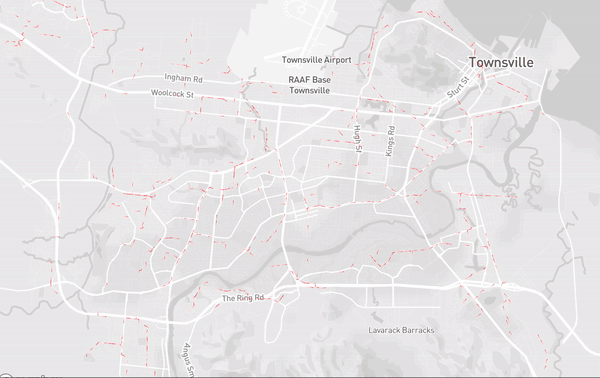 Townsville Airport
Townsville
RAAF Base
Townsville
Ingham Rd
Woolcock St
Sturt St
Hugh St
Kings Rd
The Ring Rd
Lavarack Barracks
Angus Sm